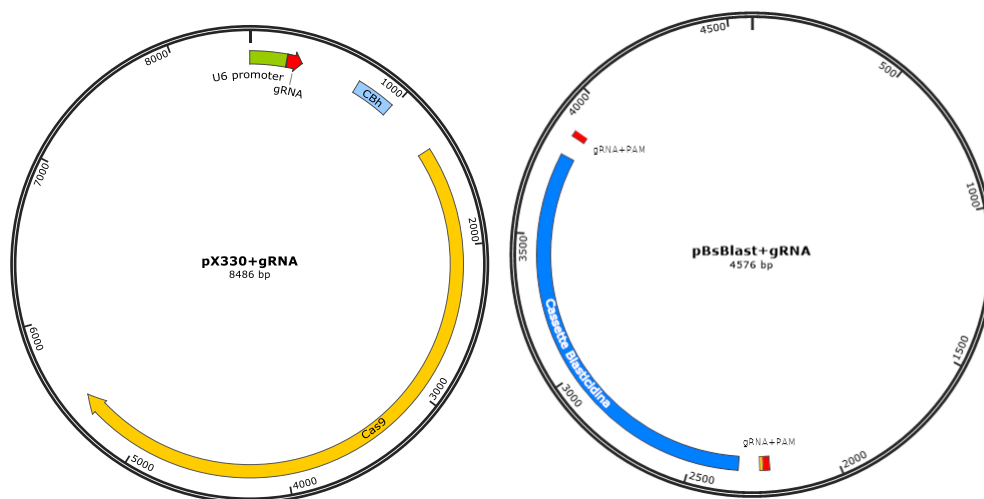 U6 promoter
gRNA
CBh
1000
2000
3000
4000
5000
6000
7000
8000
pX330+gRNA
8486 bp
Cas9
500
1000
1500
2000
2500
3000
3500
4000
4500
gRNA+PAM
pBsBlast+gRNA
4576 bp
Cassette Blasticidina
gRNA+PAM